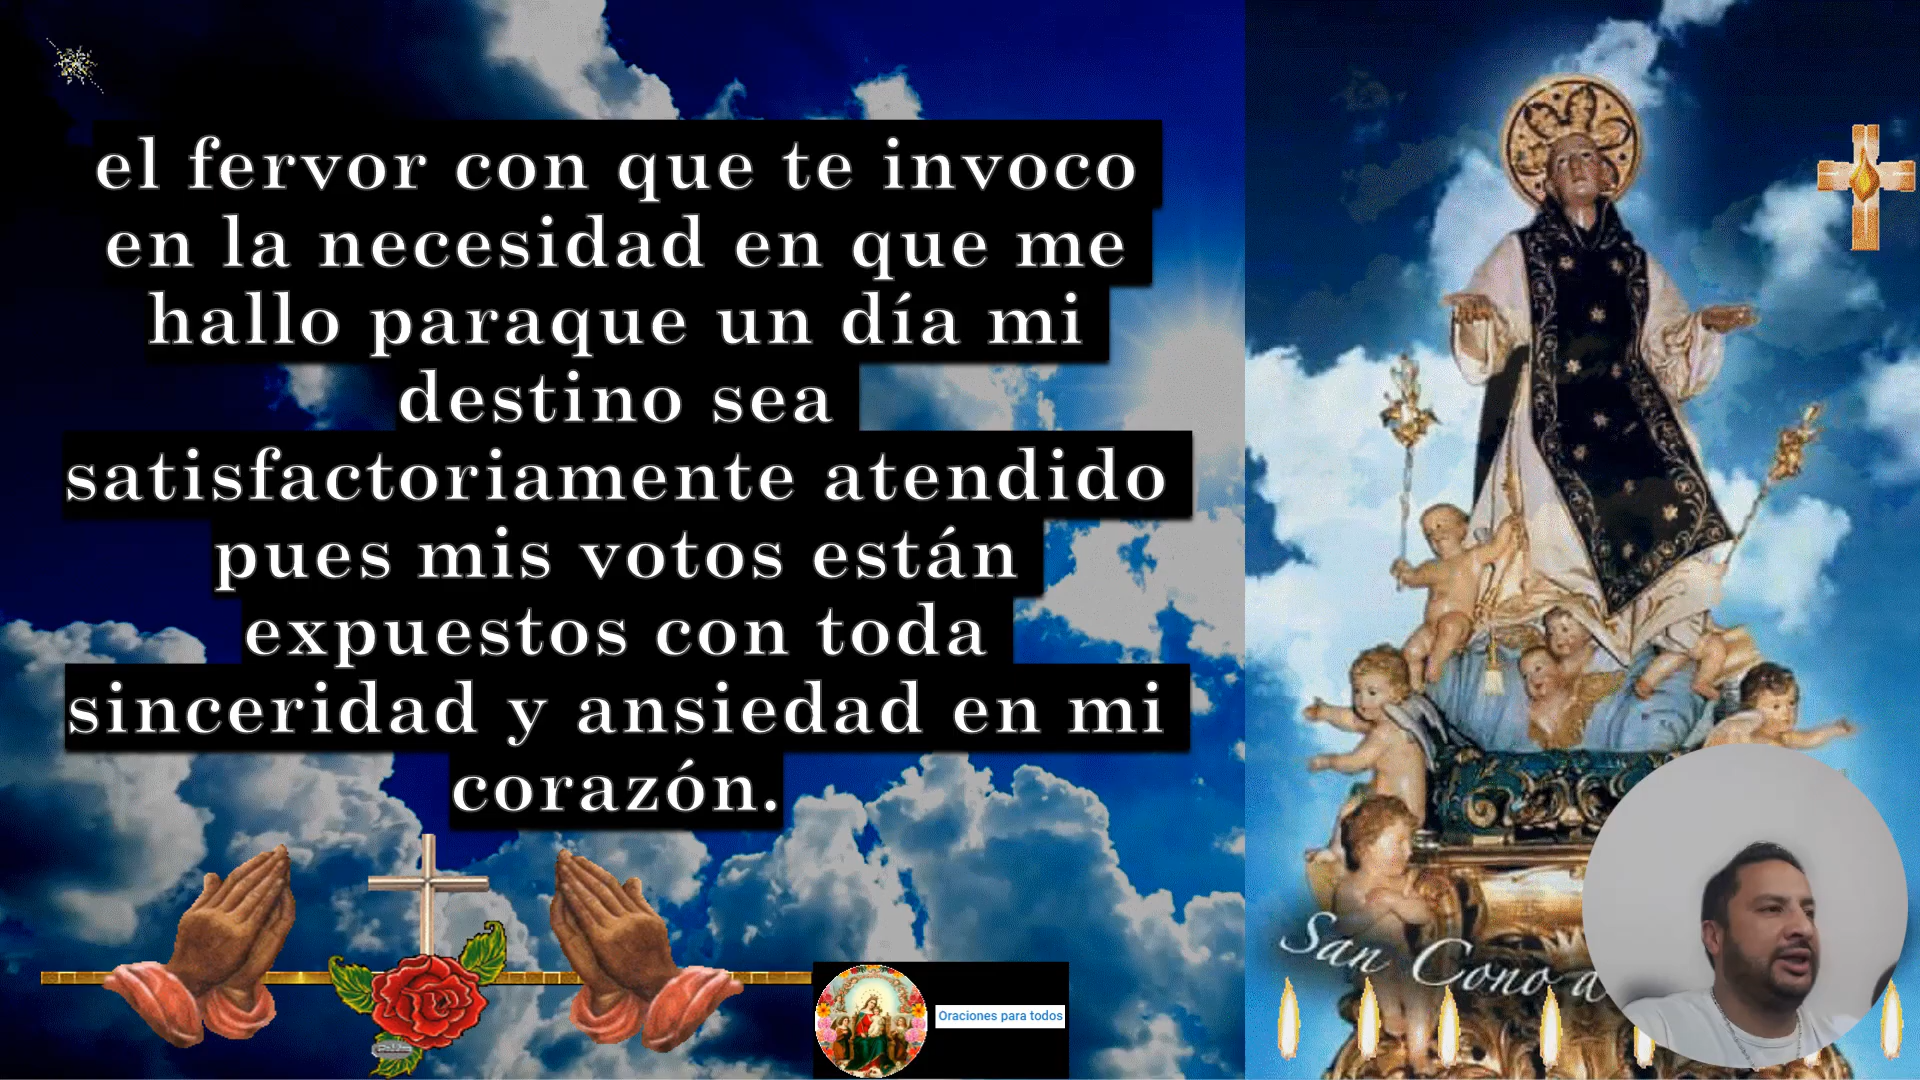 el fervor con que te invoco
en la necesidad en que me
hallo paraque un día mi
destino sea
satisfactoriamente atendido
pues mis votos están
expuestos con toda
sinceridad y ansiedad en mi
corazón.
Oraciones para todos
San Cono d